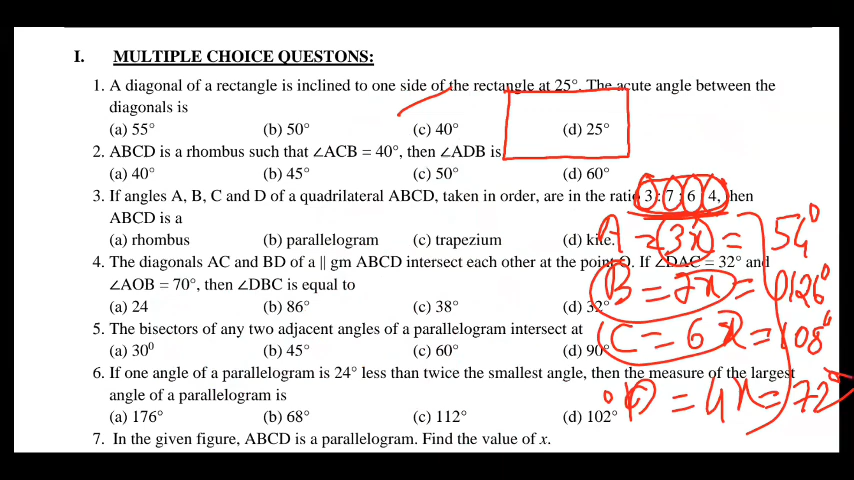 I. MULTIPLE CHOICE QUESTONS:
1. A diagonal of a rectangle is inclined to one side of the rectangle at 25°. The acute angle between the
diagonals is
(a) 55° (b) 50° (c) 40° (d) 25°
2. ABCD is a rhombus such that ∠ACB = 40°, then ∠ADB is
(a) 40° (b) 45° (c) 50° (d) 60°
3. If angles A, B, C and D of a quadrilateral ABCD, taken in order, are in the ratio 3:7:6:4, then
ABCD is a
(a) rhombus (b) parallelogram (c) trapezium (d) kite.
A = 3x = 54°
4. The diagonals AC and BD of a || gm ABCD intersect each other at the point O. If ∠DAC = 32° and
∠AOB = 70°, then ∠DBC is equal to
B = 7x = 126°
(a) 24 (b) 86° (c) 38° (d) 32°
5. The bisectors of any two adjacent angles of a parallelogram intersect at
C = 6x = 108°
(a) 30⁰ (b) 45° (c) 60° (d) 90°
6. If one angle of a parallelogram is 24° less than twice the smallest angle, then the measure of the largest
angle of a parallelogram is
= 4x = 72°
(a) 176° (b) 68° (c) 112° (d) 102°
7. In the given figure, ABCD is a parallelogram. Find the value of x.